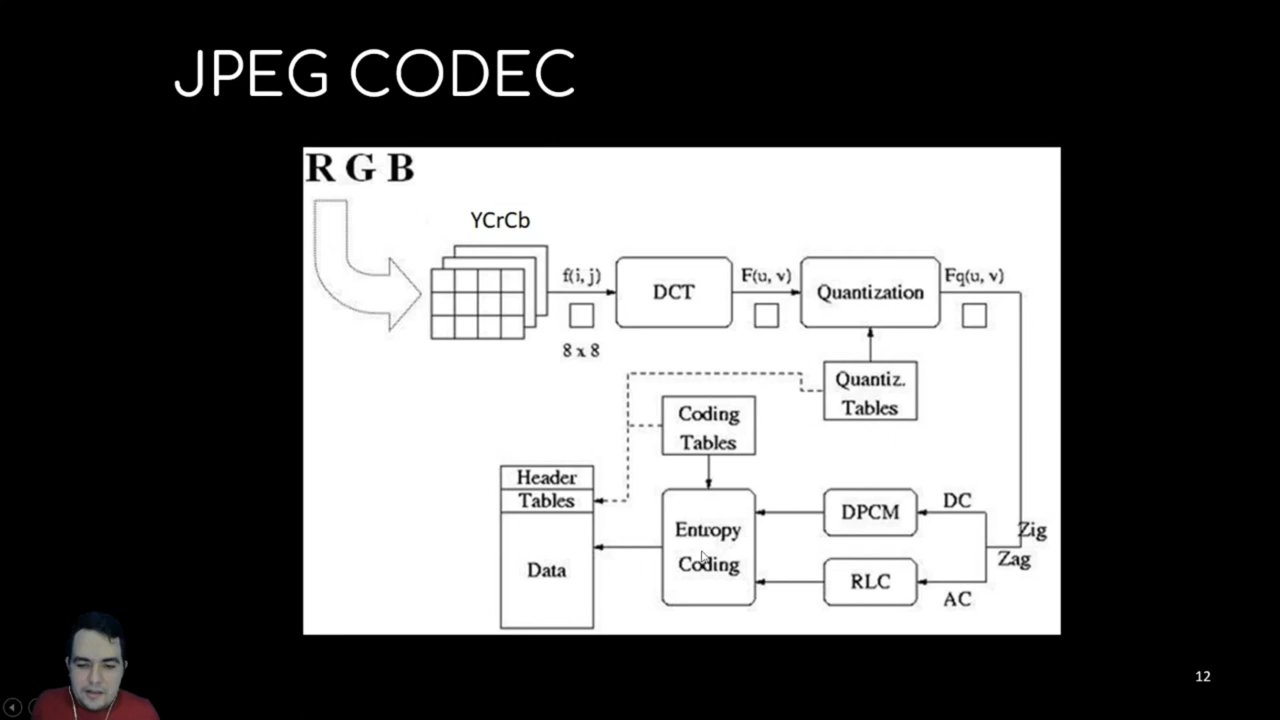 JPEG CODEC
R G B
YCrCb
f(i, j)
8 x 8
DCT
F(u, v)
Quantization
Fq(u, v)
Quantiz.
Tables
Coding
Tables
Header
Tables
Data
Entropy
Coding
DPCM
DC
RLC
AC
Zig
Zag
12